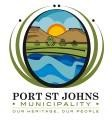 PORT ST JOHNS
MUNICIPALITY
OUR HERITAGE, OUR PEOPLE